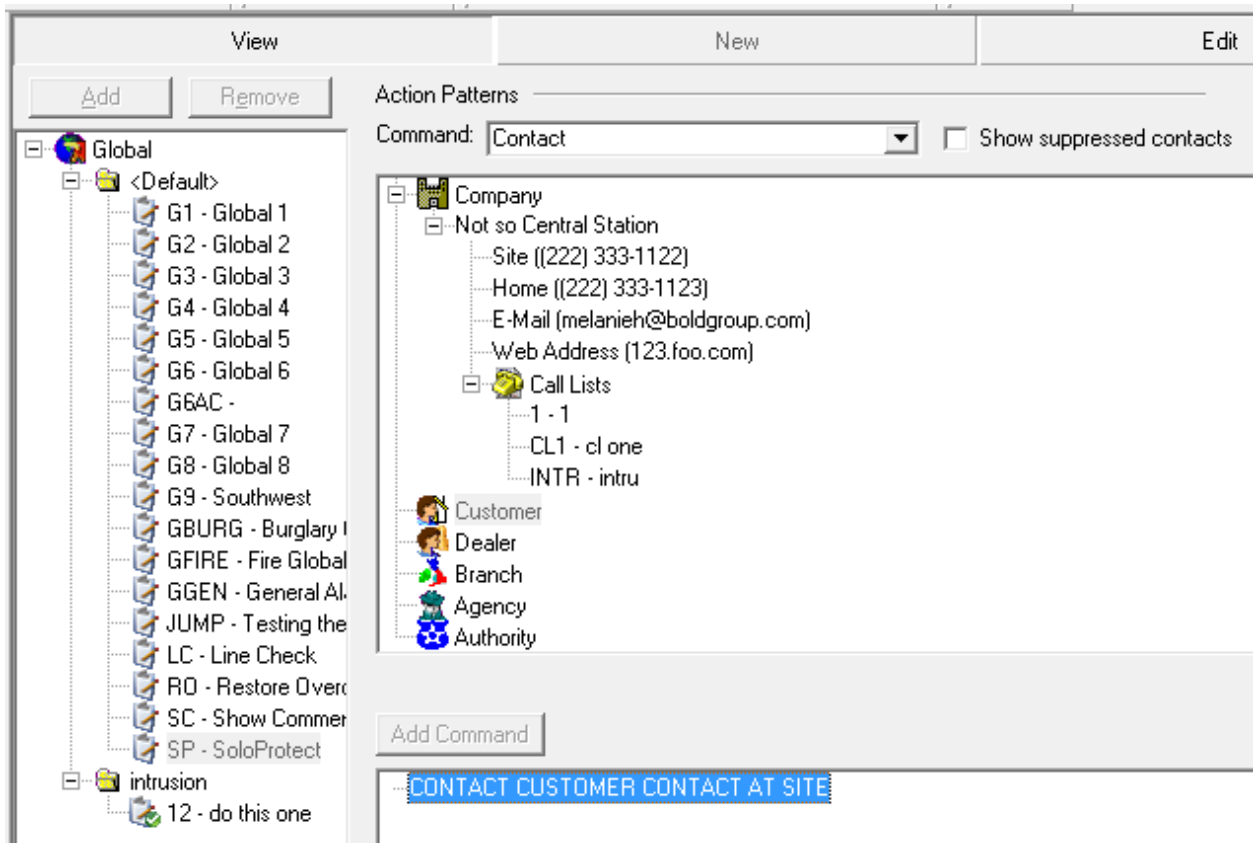 View New Edit
Add Remove
Action Patterns
Command: Contact Show suppressed contacts
Global
<Default>
G1 - Global 1
G2 - Global 2
G3 - Global 3
G4 - Global 4
G5 - Global 5
G6 - Global 6
G6AC -
G7 - Global 7
G8 - Global 8
G9 - Southwest
GBURG - Burglary
GFIRE - Fire Global
GGEN - General Al
JUMP - Testing the
LC - Line Check
RO - Restore Over
SC - Show Commer
SP - SoloProtect
intrusion
12 - do this one
Company
Not so Central Station
Site ((222) 333-1122)
Home ((222) 333-1123)
E-Mail (melanieh@boldgroup.com)
Web Address (123.foo.com)
Call Lists
1 - 1
CL1 - cl one
INTR - intru
Customer
Dealer
Branch
Agency
Authority
Add Command
CONTACT CUSTOMER CONTACT AT SITE